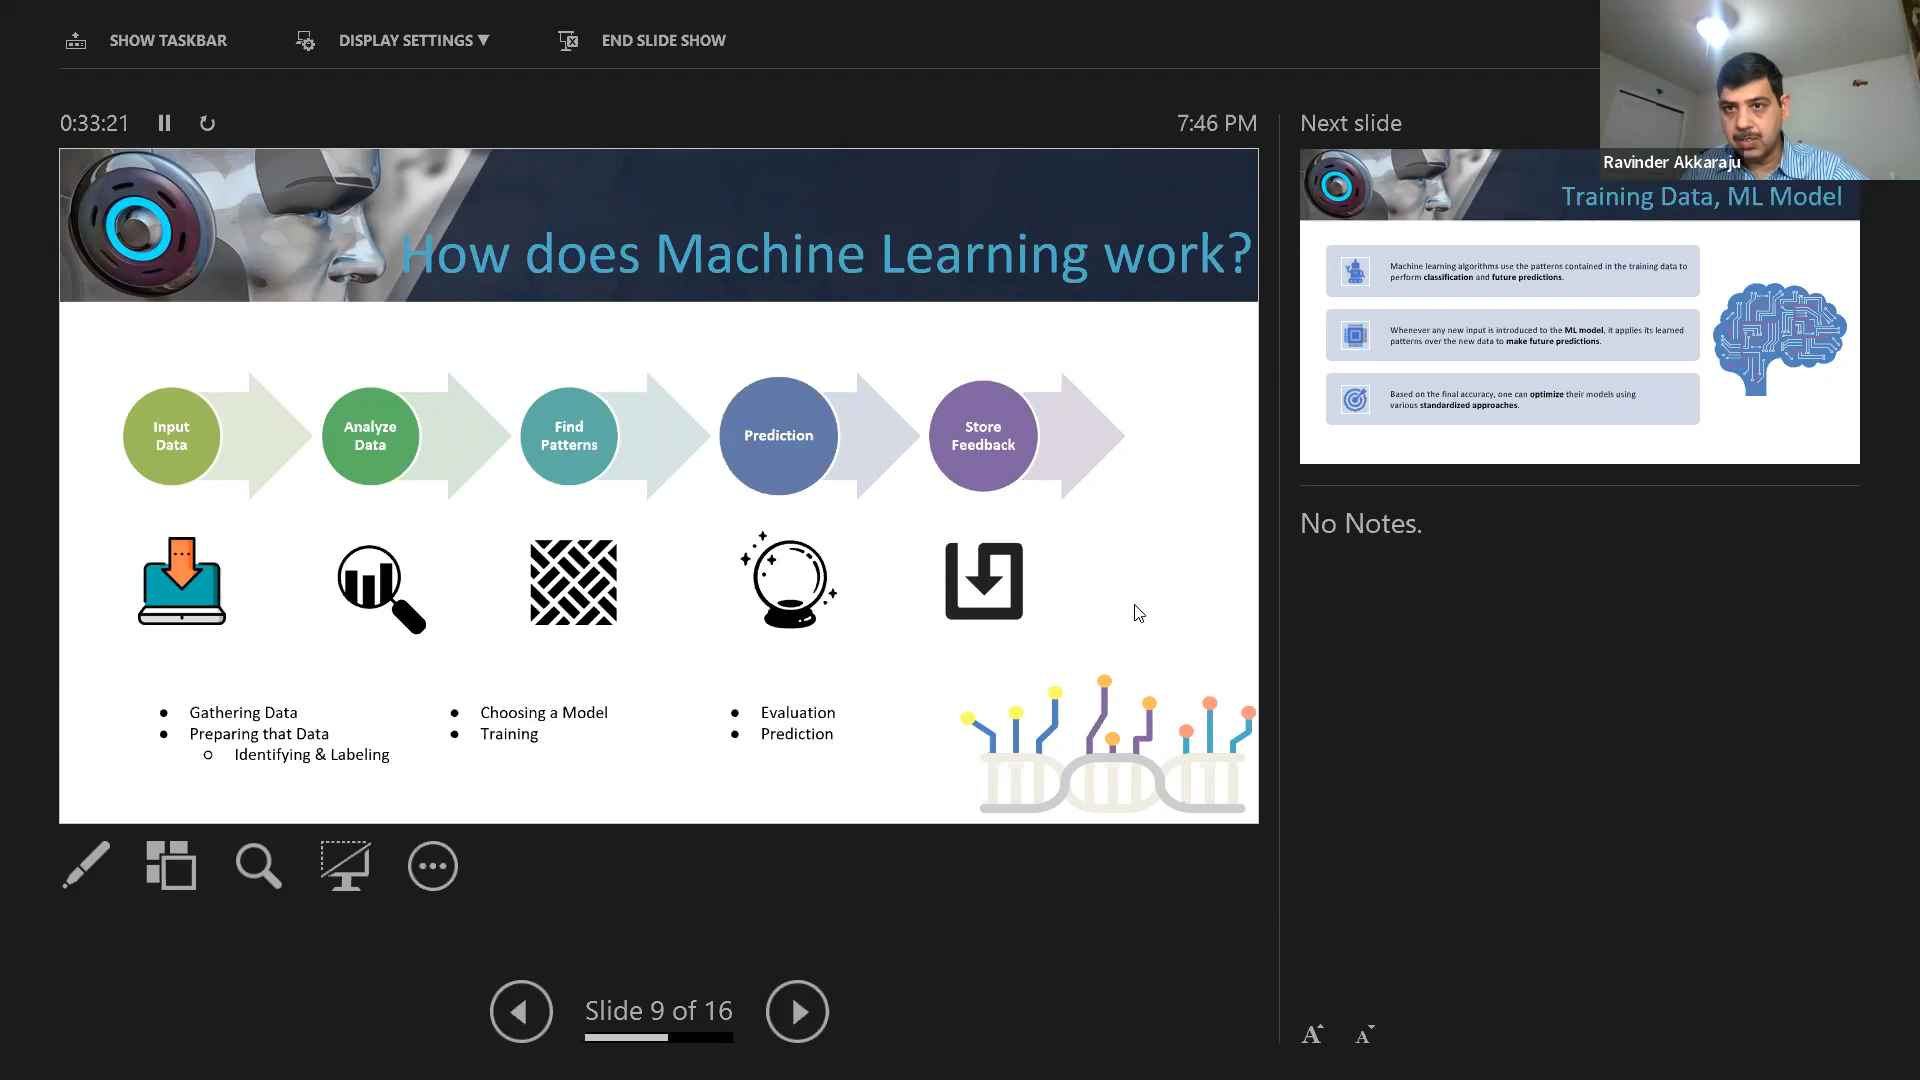 SHOW TASKBAR
DISPLAY SETTINGS ▼
END SLIDE SHOW
Ravinder Akkaraju
0:33:21
7:46 PM
Next slide
How does Machine Learning work?
Input
Data
Analyze
Data
Find
Patterns
Prediction
Store
Feedback
● Gathering Data
● Preparing that Data
○ Identifying & Labeling
● Choosing a Model
● Training
● Evaluation
● Prediction
Training Data, ML Model
Machine learning algorithms use the patterns contained in the training data to
perform classification and future predictions.
Whenever any new input is introduced to the ML model, it applies its learned
patterns over the new data to make future predictions.
Based on the final accuracy, one can optimize their models using
various standardized approaches.
No Notes.
Slide 9 of 16
A A